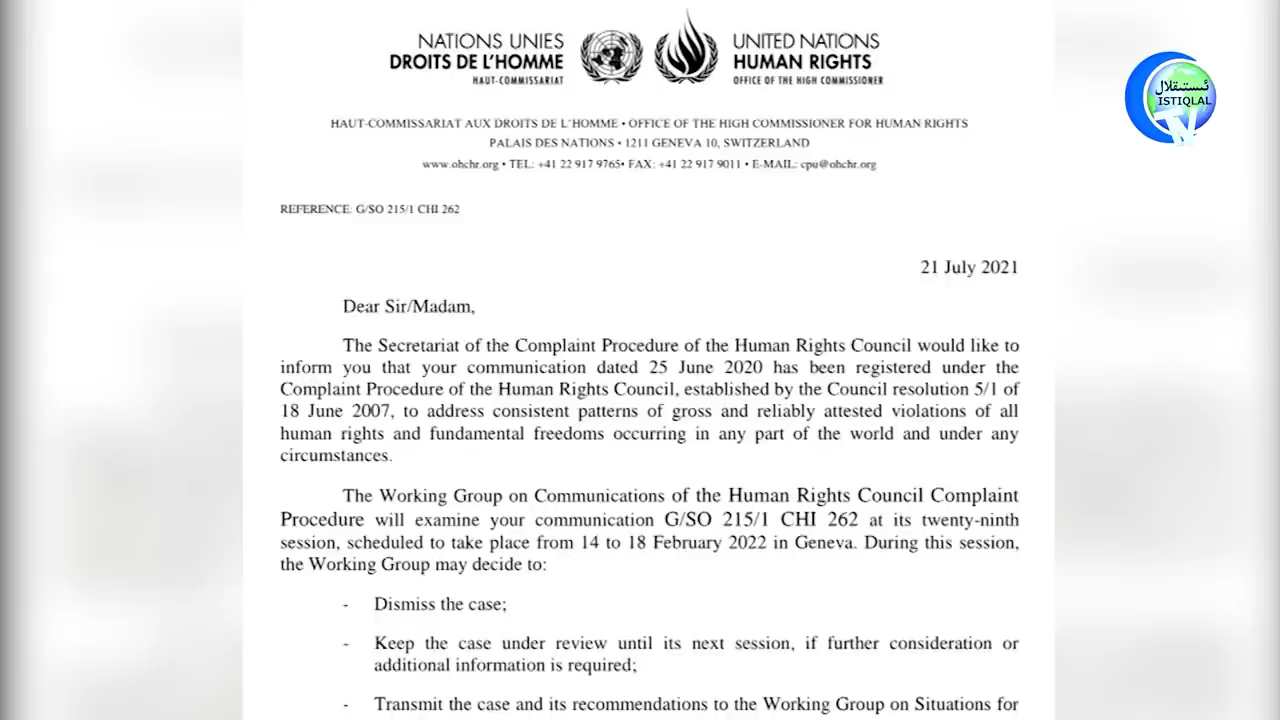 NATIONS UNIES
DROITS DE L'HOMME
HAUT-COMMISSARIAT
UNITED NATIONS
HUMAN RIGHTS
OFFICE OF THE HIGH COMMISSIONER
ئىستىقلال
ISTIQLAL
TV
HAUT-COMMISSARIAT AUX DROITS DE L'HOMME • OFFICE OF THE HIGH COMMISSIONER FOR HUMAN RIGHTS
PALAIS DES NATIONS • 1211 GENEVA 10, SWITZERLAND
www.ohchr.org • TEL: +41 22 917 9765• FAX: +41 22 917 9011 • E-MAIL: cpu@ohchr.org
REFERENCE: G/SO 215/1 CHI 262
21 July 2021
Dear Sir/Madam,
The Secretariat of the Complaint Procedure of the Human Rights Council would like to
inform you that your communication dated 25 June 2020 has been registered under the
Complaint Procedure of the Human Rights Council, established by the Council resolution 5/1 of
18 June 2007, to address consistent patterns of gross and reliably attested violations of all
human rights and fundamental freedoms occurring in any part of the world and under any
circumstances.
The Working Group on Communications of the Human Rights Council Complaint
Procedure will examine your communication G/SO 215/1 CHI 262 at its twenty-ninth
session, scheduled to take place from 14 to 18 February 2022 in Geneva. During this session,
the Working Group may decide to:
- Dismiss the case;
- Keep the case under review until its next session, if further consideration or
additional information is required;
- Transmit the case and its recommendations to the Working Group on Situations for